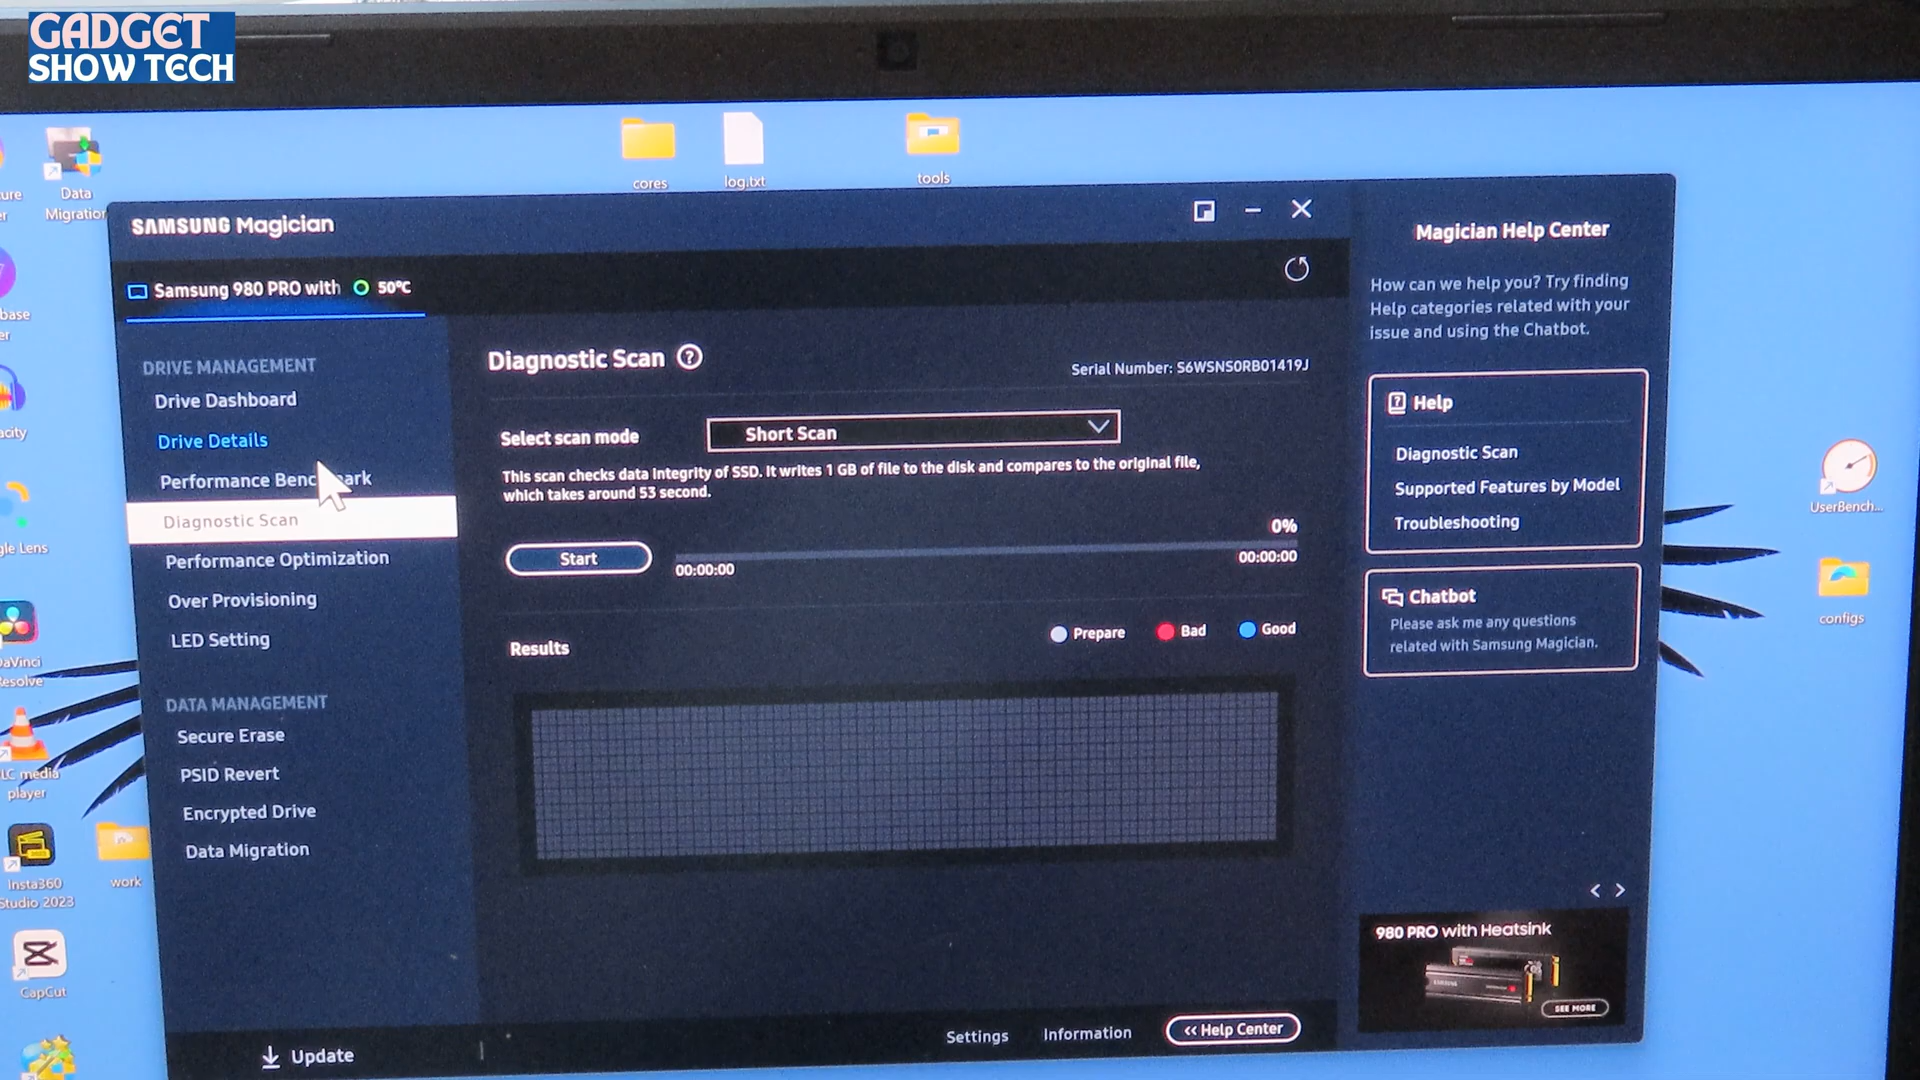 GADGET
SHOW TECH
Data
Migration
cores
log.txt
tools
SAMSUNG Magician
Samsung 980 PRO with
50°C
DRIVE MANAGEMENT
Drive Dashboard
Drive Details
Performance Benchmark
Diagnostic Scan
Performance Optimization
Over Provisioning
LED Setting
DATA MANAGEMENT
Secure Erase
PSID Revert
Encrypted Drive
Data Migration
Update
Diagnostic Scan
Serial Number: S6WSNS0RB01419J
Select scan mode
Short Scan
This scan checks data integrity of SSD. It writes 1 GB of file to the disk and compares to the original file,
which takes around 53 second.
0%
Start
00:00:00
00:00:00
Results
Prepare
Bad
Good
Settings
Information
<< Help Center
Magician Help Center
How can we help you? Try finding
Help categories related with your
issue and using the Chatbot.
Help
Diagnostic Scan
Supported Features by Model
Troubleshooting
Chatbot
Please ask me any questions
related with Samsung Magician.
< >
980 PRO with Heatsink
SAMSUNG
SEE MORE
UserBench...
configs
player
work
Insta360
Studio 2023
CapCut